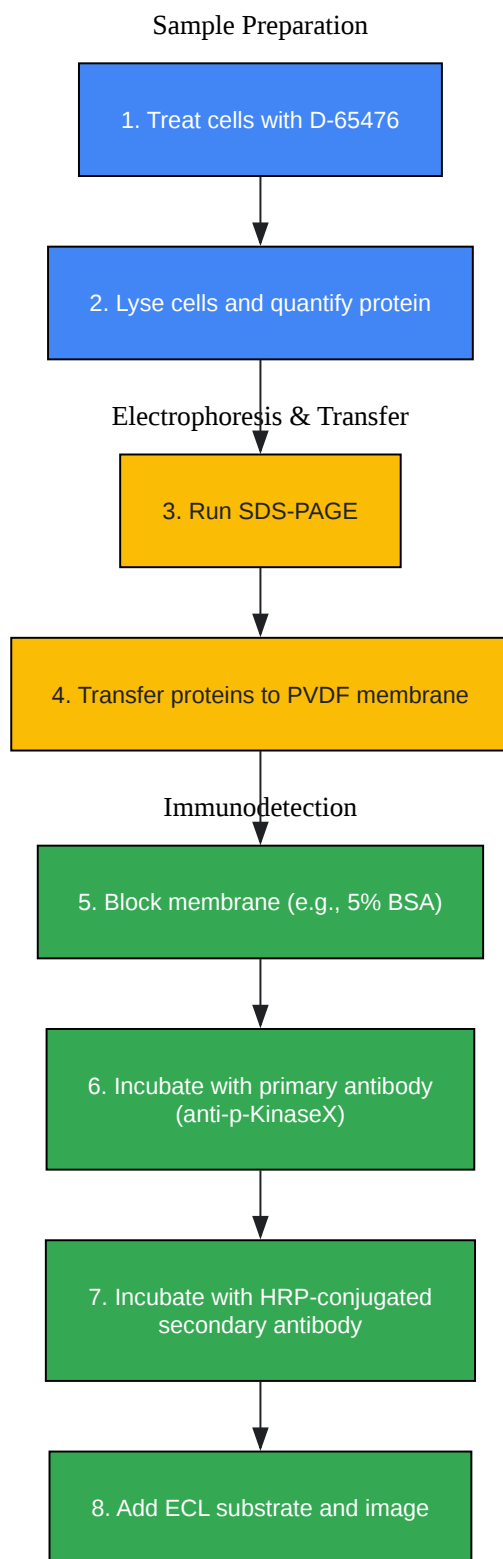 Sample Preparation
1. Treat cells with D-65476
2. Lyse cells and quantify protein
Electrophoresis & Transfer
3. Run SDS-PAGE
4. Transfer proteins to PVDF membrane
Immunodetection
5. Block membrane (e.g., 5% BSA)
6. Incubate with primary antibody
(anti-p-KinaseX)
7. Incubate with HRP-conjugated
secondary antibody
8. Add ECL substrate and image